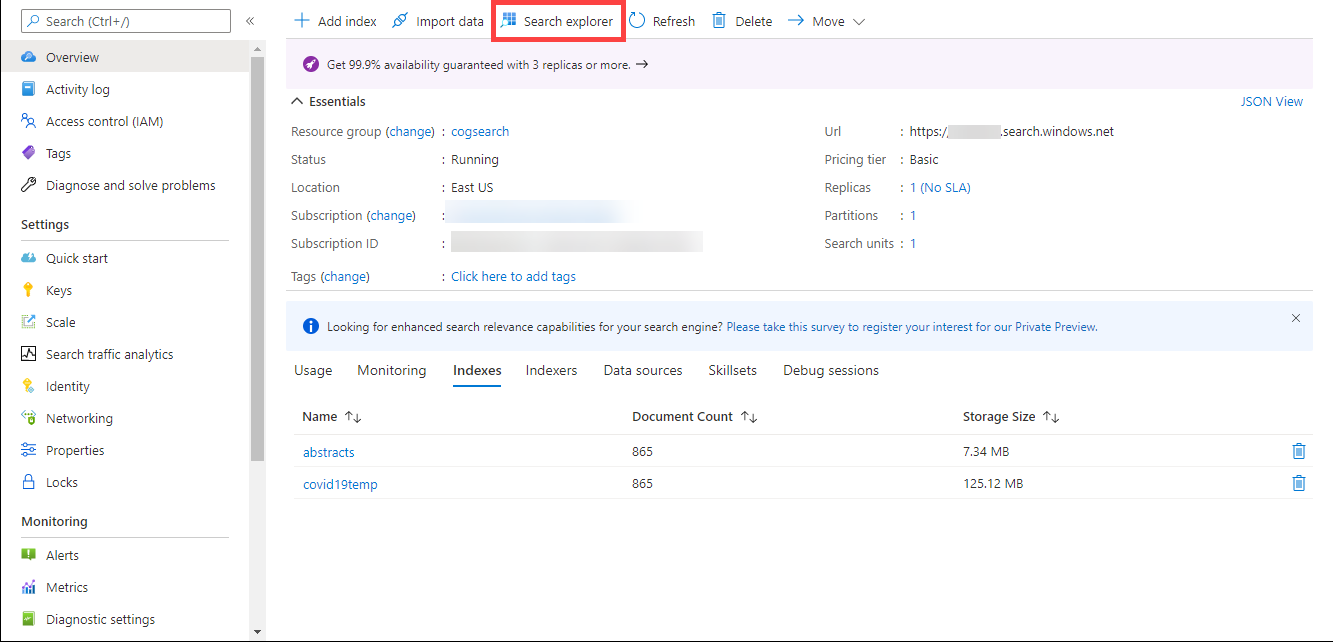 Search (Ctrl+/)
«
Overview
Activity log
Access control (IAM)
Tags
Diagnose and solve problems
Settings
Quick start
Keys
Scale
Search traffic analytics
Identity
Networking
Properties
Locks
Monitoring
Alerts
Metrics
Diagnostic settings
Add index Import data Search explorer Refresh Delete Move
Get 99.9% availability guaranteed with 3 replicas or more. →
Essentials JSON View
Resource group (change) : cogsearch
Status : Running
Location : East US
Subscription (change) :
Subscription ID :
Tags (change) : Click here to add tags
Url : https:/ .search.windows.net
Pricing tier : Basic
Replicas : 1 (No SLA)
Partitions : 1
Search units : 1
Looking for enhanced search relevance capabilities for your search engine? Please take this survey to register your interest for our Private Preview.
Usage Monitoring Indexes Indexers Data sources Skillsets Debug sessions
Name ↑↓ Document Count ↑↓ Storage Size ↑↓
abstracts 865 7.34 MB
covid19temp 865 125.12 MB